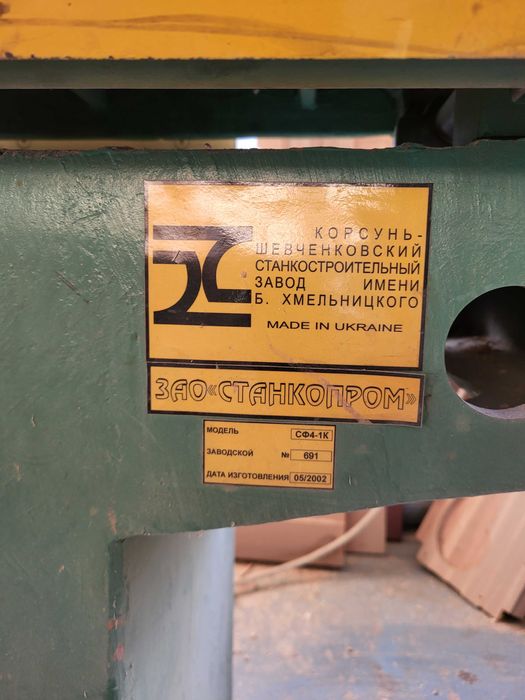 КОРСУНЬ-
ШЕВЧЕНКОВСКИЙ
СТАНКОСТРОИТЕЛЬНЫЙ
ЗАВОД ИМЕНИ
Б. ХМЕЛЬНИЦКОГО
MADE IN UKRAINE
ЗАО«СТАНКОПРОМ»
МОДЕЛЬ СФ4-1К
ЗАВОДСКОЙ № 691
ДАТА ИЗГОТОВЛЕНИЯ 05/2002